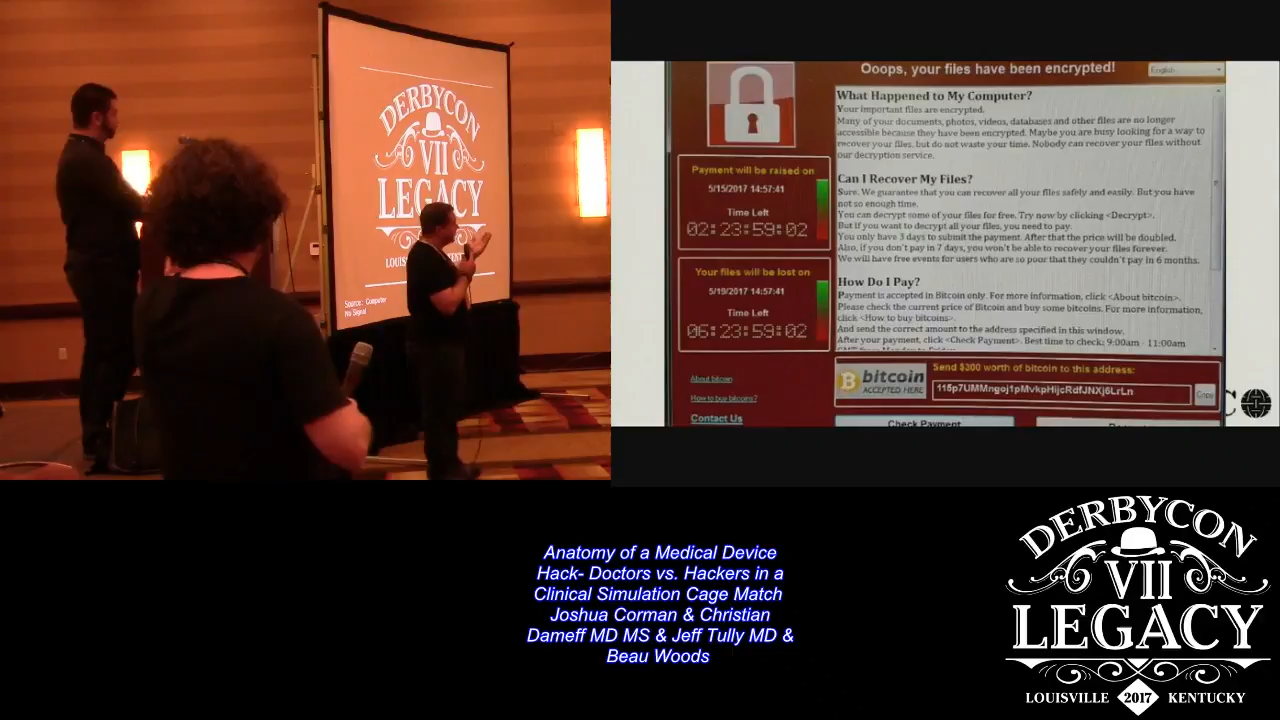 DERBYCON
VII
LEGACY
Source: Computer
No Signal
Ooops, your files have been encrypted!
English
What Happened to My Computer?
Your important files are encrypted.
Many of your documents, photos, videos, databases and other files are no longer
accessible because they have been encrypted. Maybe you are busy looking for a way to
recover your files, but do not waste your time. Nobody can recover your files without
our decryption service.
Can I Recover My Files?
Sure. We guarantee that you can recover all your files safely and easily. But you have
not so enough time.
You can decrypt some of your files for free. Try now by clicking <Decrypt>.
But if you want to decrypt all your files, you need to pay.
You only have 3 days to submit the payment. After that the price will be doubled.
Also, if you don't pay in 7 days, you won't be able to recover your files forever.
We will have free events for users who are so poor that they couldn't pay in 6 months.
How Do I Pay?
Payment is accepted in Bitcoin only. For more information, click <About bitcoin>.
Please check the current price of Bitcoin and buy some bitcoins. For more information,
click <How to buy bitcoins>.
And send the correct amount to the address specified in this window.
After your payment, click <Check Payment>. Best time to check: 9:00am - 11:00am
Payment will be raised on
5/15/2017 14:57:41
Time Left
02:23:59:02
Your files will be lost on
5/19/2017 14:57:41
Time Left
06:23:59:02
About bitcoin
How to buy bitcoins?
Contact Us
bitcoin
ACCEPTED HERE
Send $300 worth of bitcoin to this address:
115p7UMMngoj1pMvkpHijcRdfJNXj6LrLn
Copy
Check Payment
Anatomy of a Medical Device
Hack- Doctors vs. Hackers in a
Clinical Simulation Cage Match
Joshua Corman & Christian
Dameff MD MS & Jeff Tully MD &
Beau Woods
DERBYCON
VII
LEGACY
LOUISVILLE 2017 KENTUCKY